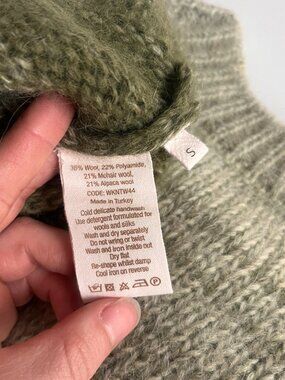 36% Wool, 22% Polyamide,
21% Mohair wool,
21% Alpaca wool
CODE: WKNTW44
Made in Turkey
Cold delicate handwash
Use detergent formulated for
wools and silks
Wash and dry separately
Do not wring or twist
Wash and iron inside out
Dry flat
Re-shape whilst damp
Cool iron on reverse
S